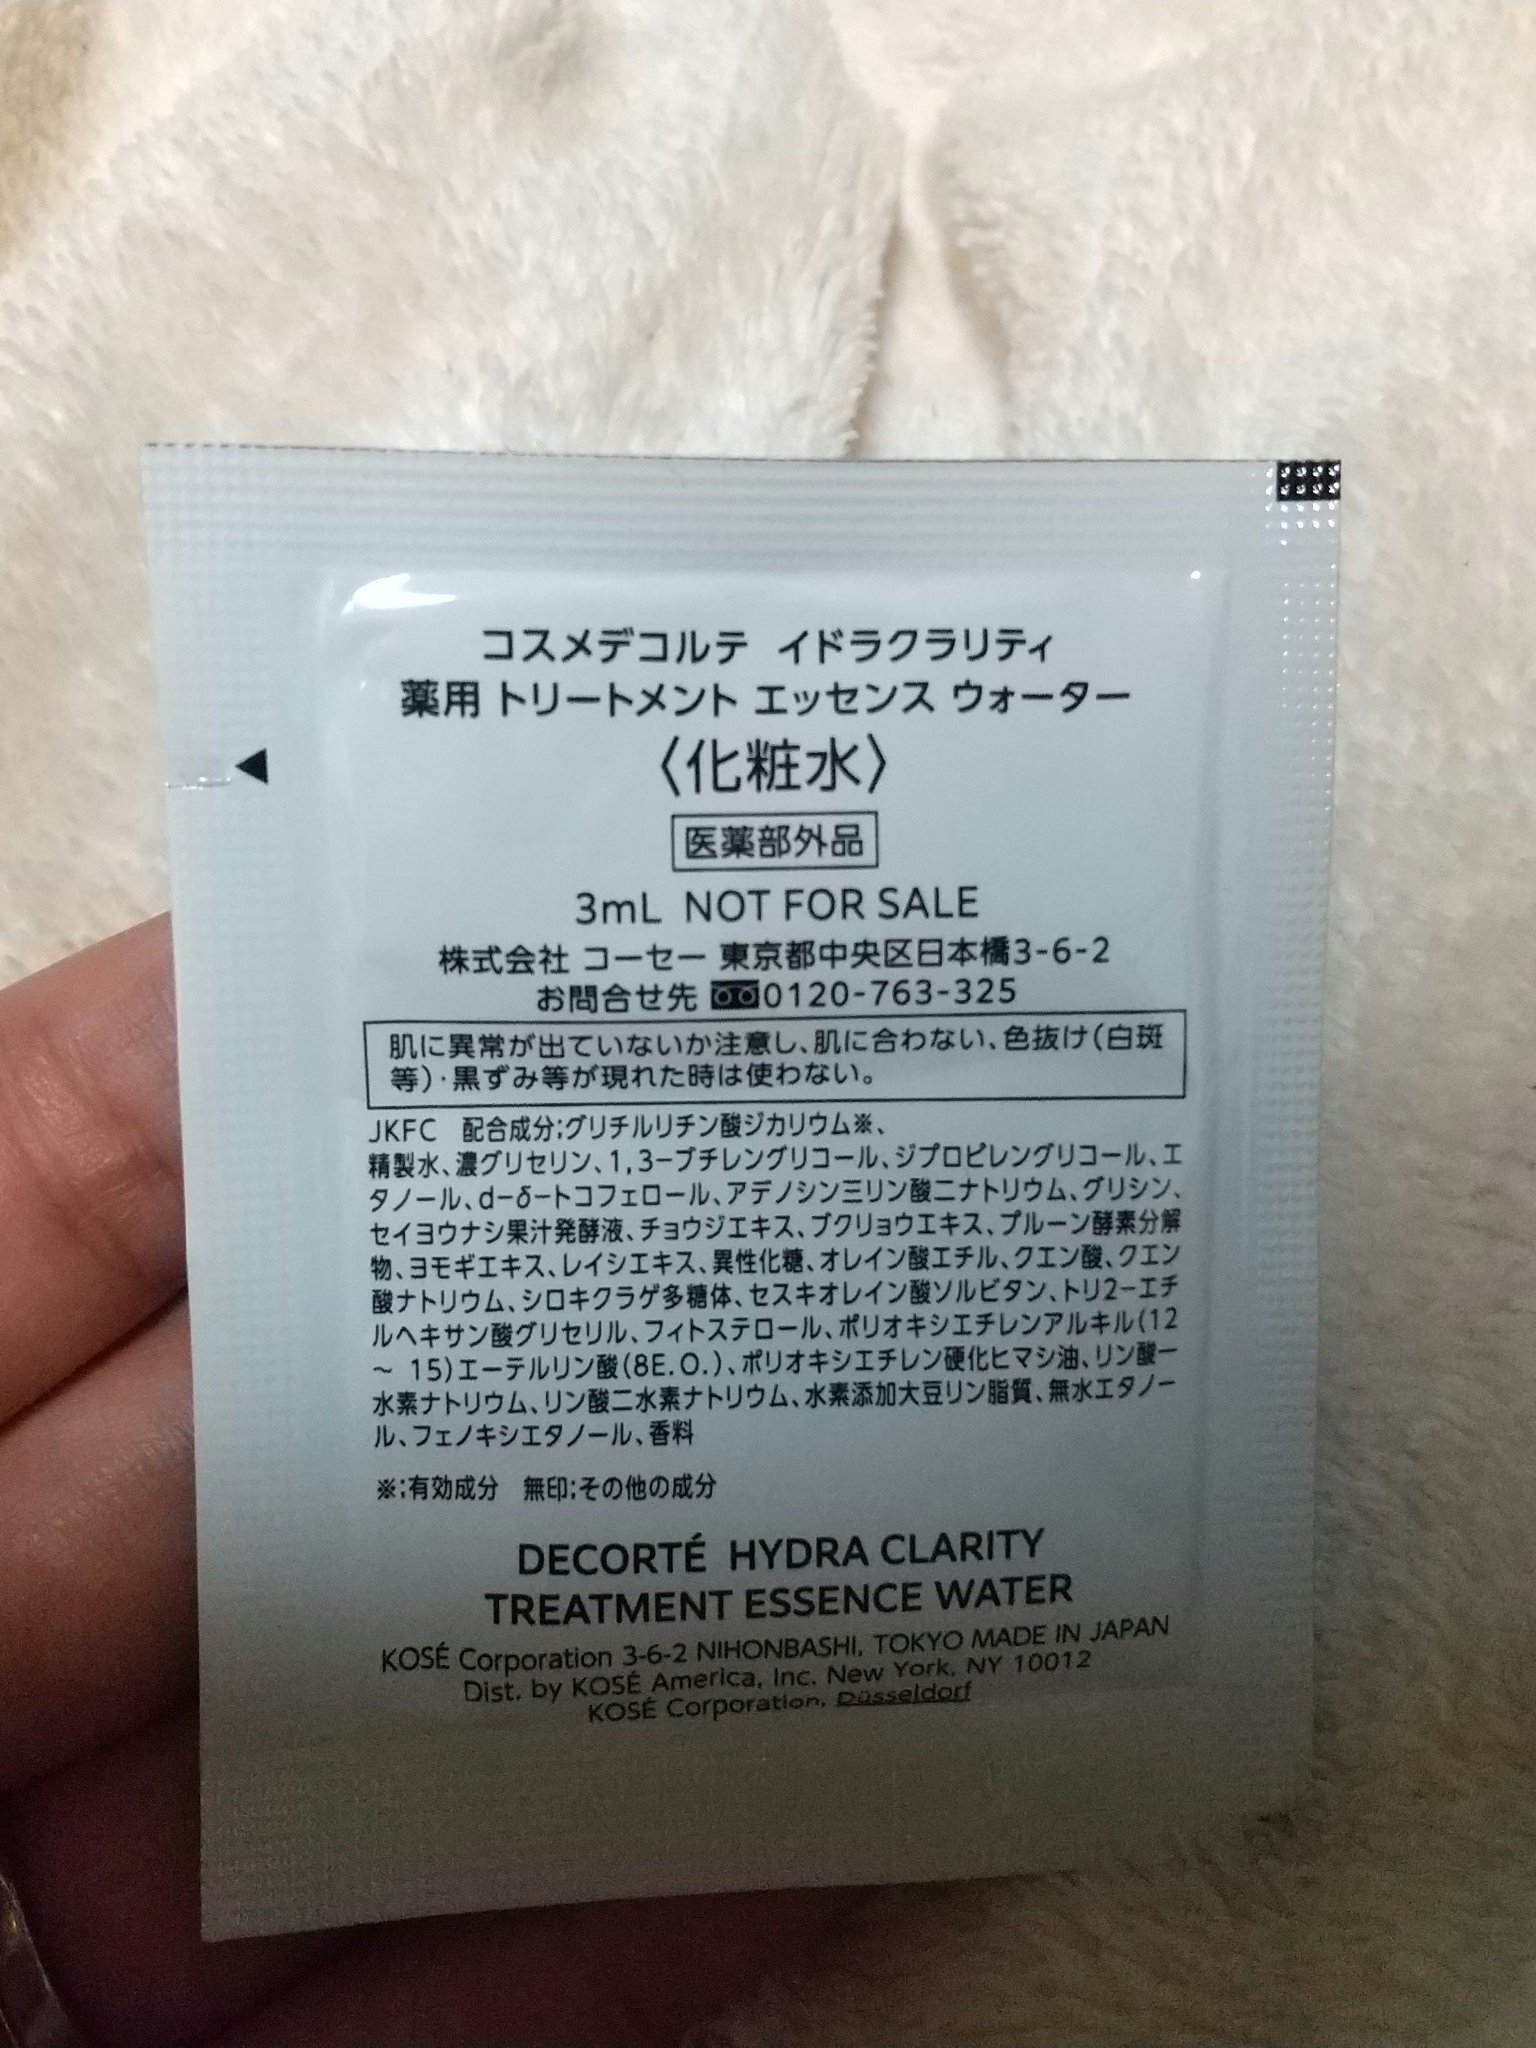 コスメデコルテ イドラクラリティ
薬用 トリートメント エッセンス ウォーター
〈化粧水〉
医薬部外品
3mL NOT FOR SALE
株式会社 コーセー 東京都中央区日本橋3-6-2
お問合せ先 0120-763-325
肌に異常が出ていないか注意し、肌に合わない、色抜け(白斑
等)・黒ずみ等が現れた時は使わない。
JKFC 配合成分;グリチルリチン酸ジカリウム※、
精製水、濃グリセリン、1,3−ブチレングリコール、ジプロピレングリコール、エ
タノール、d−δ−トコフェロール、アデノシン三リン酸二ナトリウム、グリシン、
セイヨウナシ果汁発酵液、チョウジエキス、ブクリョウエキス、プルーン酵素分解
物、ヨモギエキス、レイシエキス、異性化糖、オレイン酸エチル、クエン酸、クエン
酸ナトリウム、シロキクラゲ多糖体、セスキオレイン酸ソルビタン、トリ2−エチ
ルヘキサン酸グリセリル、フィトステロール、ポリオキシエチレンアルキル(12
～ 15)エーテルリン酸(8E.O.)、ポリオキシエチレン硬化ヒマシ油、リン酸一
水素ナトリウム、リン酸二水素ナトリウム、水素添加大豆リン脂質、無水エタノー
ル、フェノキシエタノール、香料
※;有効成分 無印;その他の成分
DECORTÉ HYDRA CLARITY
TREATMENT ESSENCE WATER
KOSÉ Corporation 3-6-2 NIHONBASHI, TOKYO MADE IN JAPAN
Dist. by KOSÉ America, Inc. New York, NY 10012
KOSÉ Corporation, Düsseldorf